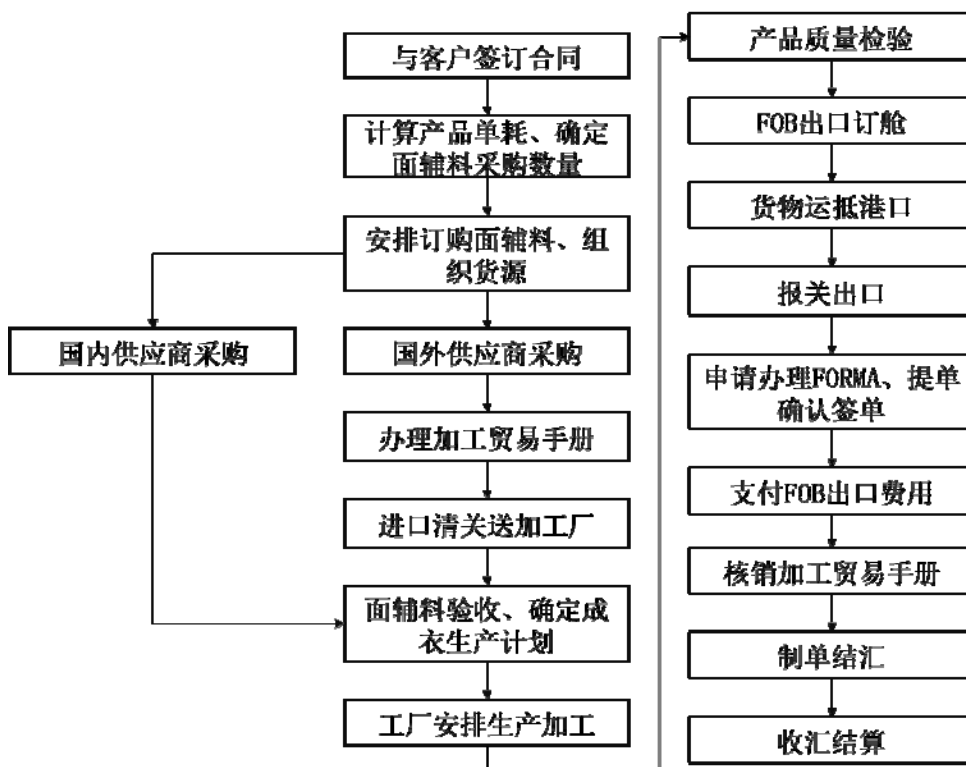 与客户签订合同
计算产品单耗、确定
面辅料采购数量
安排订购面辅料、组
织货源
国内供应商采购
国外供应商采购
办理加工贸易手册
进口清关送加工厂
面辅料验收、确定成
衣生产计划
工厂安排生产加工
产品质量检验
FOB出口订舱
货物运抵港口
报关出口
申请办理FORMA、提单
确认签单
支付FOB出口费用
核销加工贸易手册
制单结汇
收汇结算